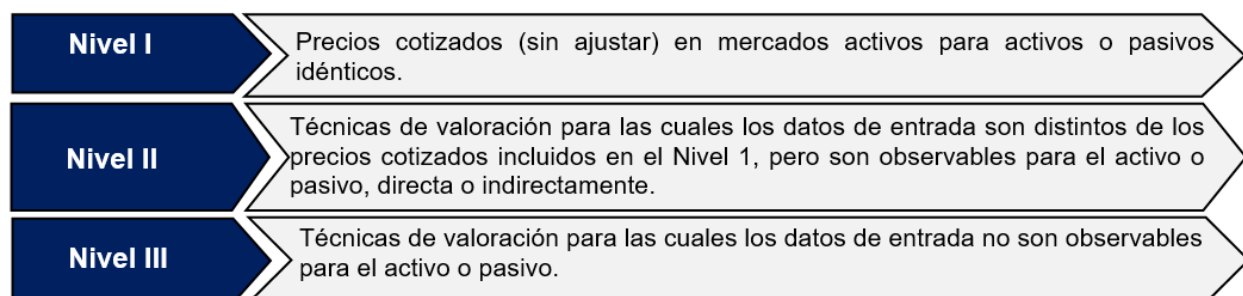 Nivel I
Precios cotizados (sin ajustar) en mercados activos para activos o pasivos
idénticos.
Nivel II
Técnicas de valoración para las cuales los datos de entrada son distintos de los
precios cotizados incluidos en el Nivel 1, pero son observables para el activo o
pasivo, directa o indirectamente.
Nivel III
Técnicas de valoración para las cuales los datos de entrada no son observables
para el activo o pasivo.